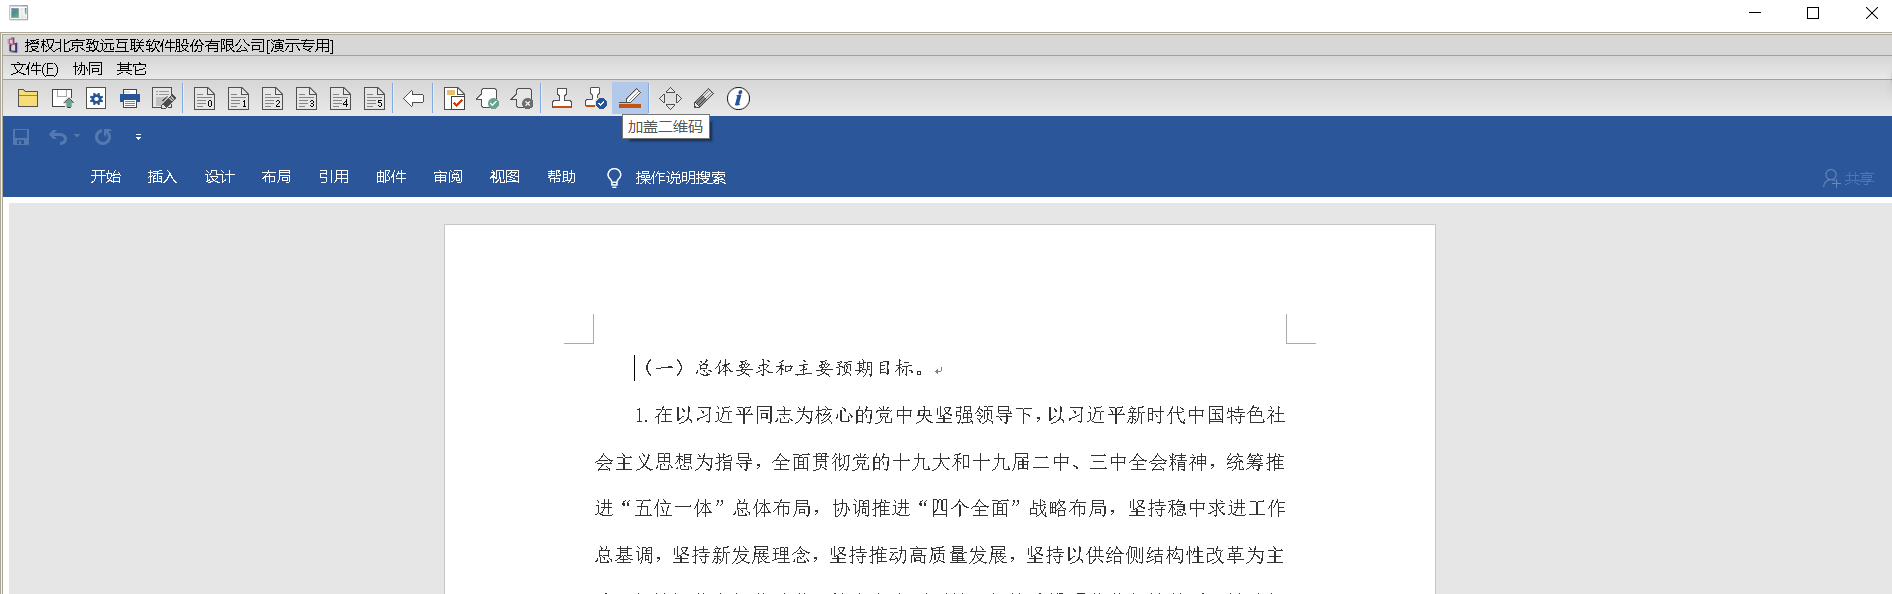 授权北京致远互联软件股份有限公司[演示专用]
文件(F) 协同 其它
0 1 2 3 4 5
加盖二维码
开始 插入 设计 布局 引用 邮件 审阅 视图 帮助 操作说明搜索 共享
（一）总体要求和主要预期目标。
1.在以习近平同志为核心的党中央坚强领导下，以习近平新时代中国特色社
会主义思想为指导，全面贯彻党的十九大和十九届二中、三中全会精神，统筹推
进“五位一体”总体布局，协调推进“四个全面”战略布局，坚持稳中求进工作
总基调，坚持新发展理念，坚持推动高质量发展，坚持以供给侧结构性改革为主